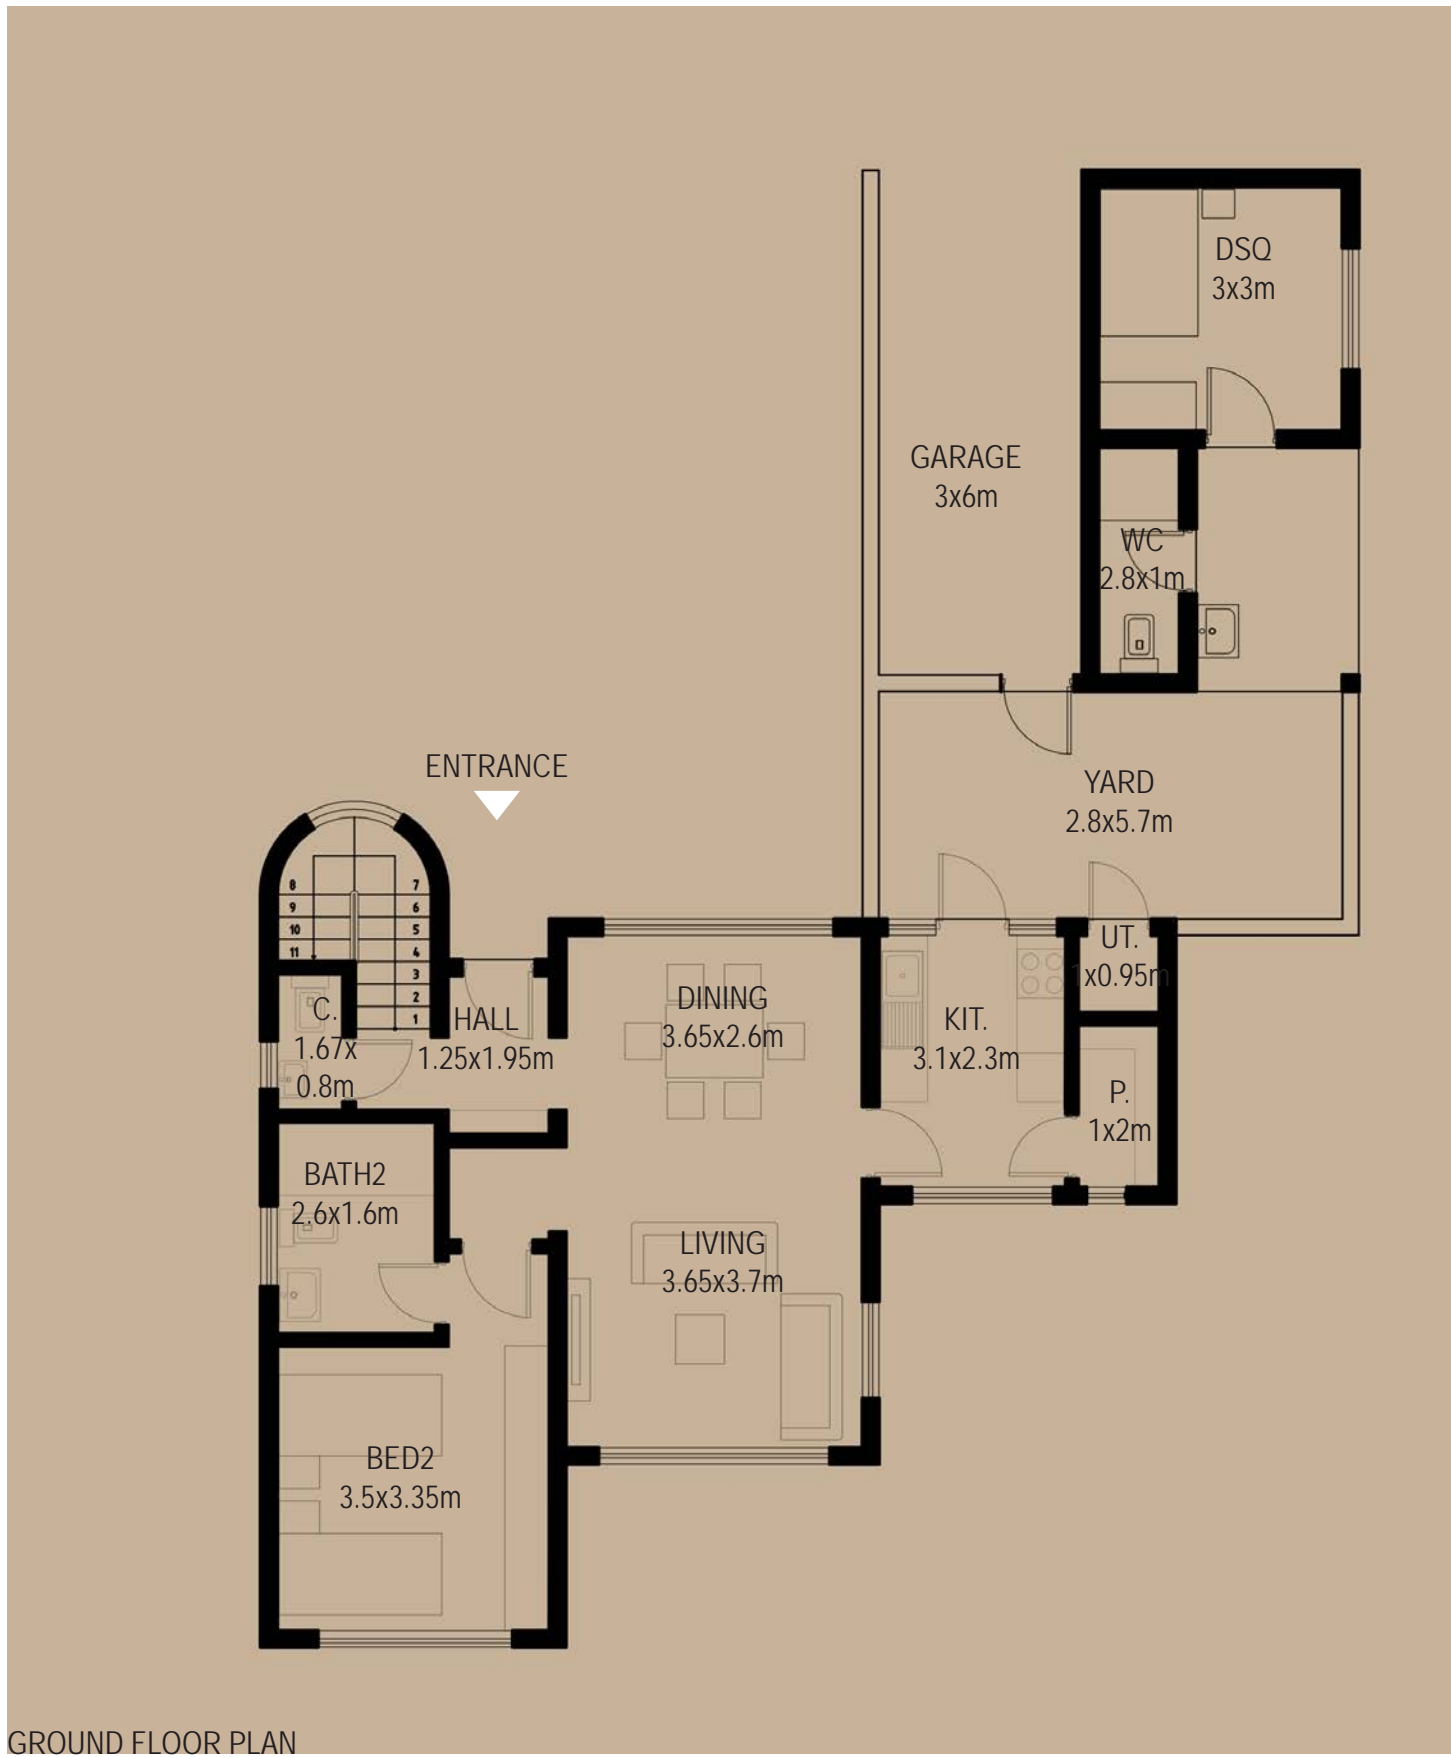 DSQ
3x3m
GARAGE
3x6m
WC
2.8x1m
ENTRANCE
YARD
2.8x5.7m
8
7
9
6
10
5
11
4
3
2
1
C.
1.67x
0.8m
HALL
1.25x1.95m
DINING
3.65x2.6m
KIT.
3.1x2.3m
UT.
1x0.95m
P.
1x2m
BATH2
2.6x1.6m
LIVING
3.65x3.7m
BED2
3.5x3.35m
GROUND FLOOR PLAN